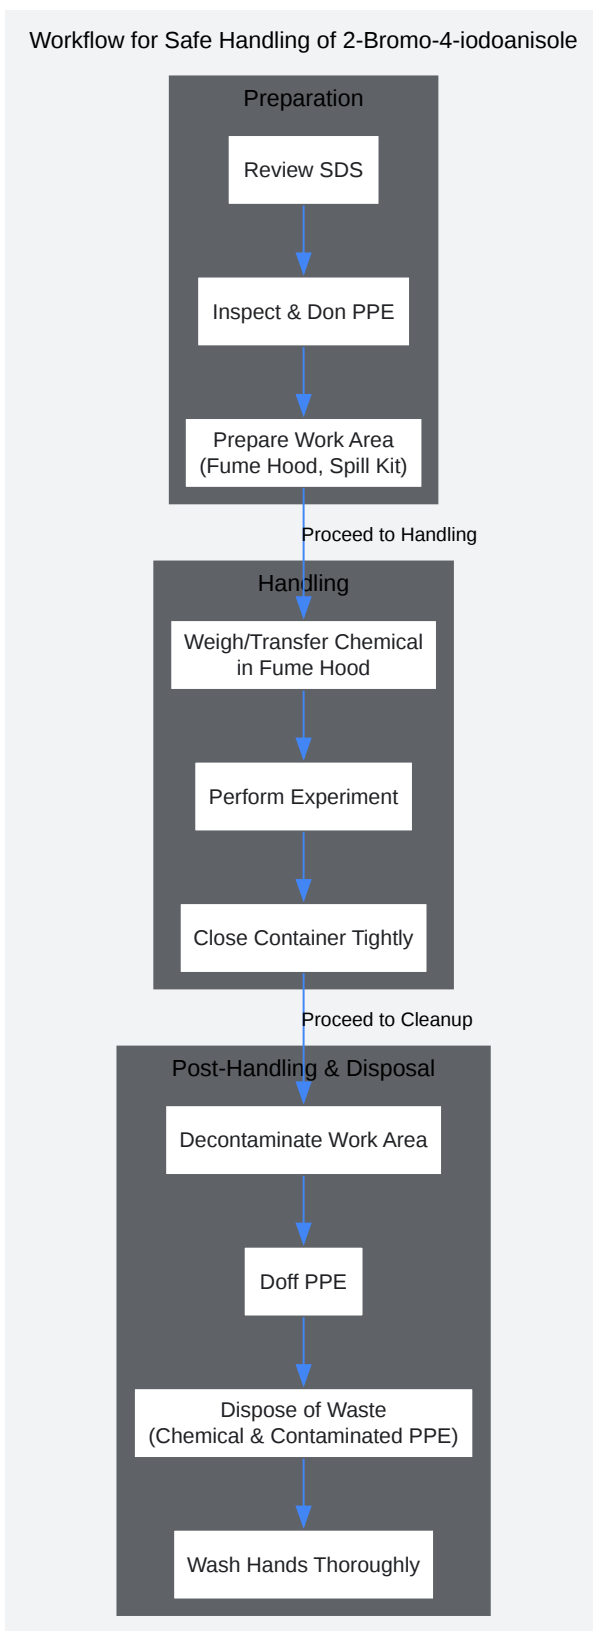 Workflow for Safe Handling of 2-Bromo-4-iodoanisole
Preparation
Review SDS
Inspect & Don PPE
Prepare Work Area
(Fume Hood, Spill Kit)
Proceed to Handling
Handling
Weigh/Transfer Chemical
in Fume Hood
Perform Experiment
Close Container Tightly
Proceed to Cleanup
Post-Handling & Disposal
Decontaminate Work Area
Doff PPE
Dispose of Waste
(Chemical & Contaminated PPE)
Wash Hands Thoroughly